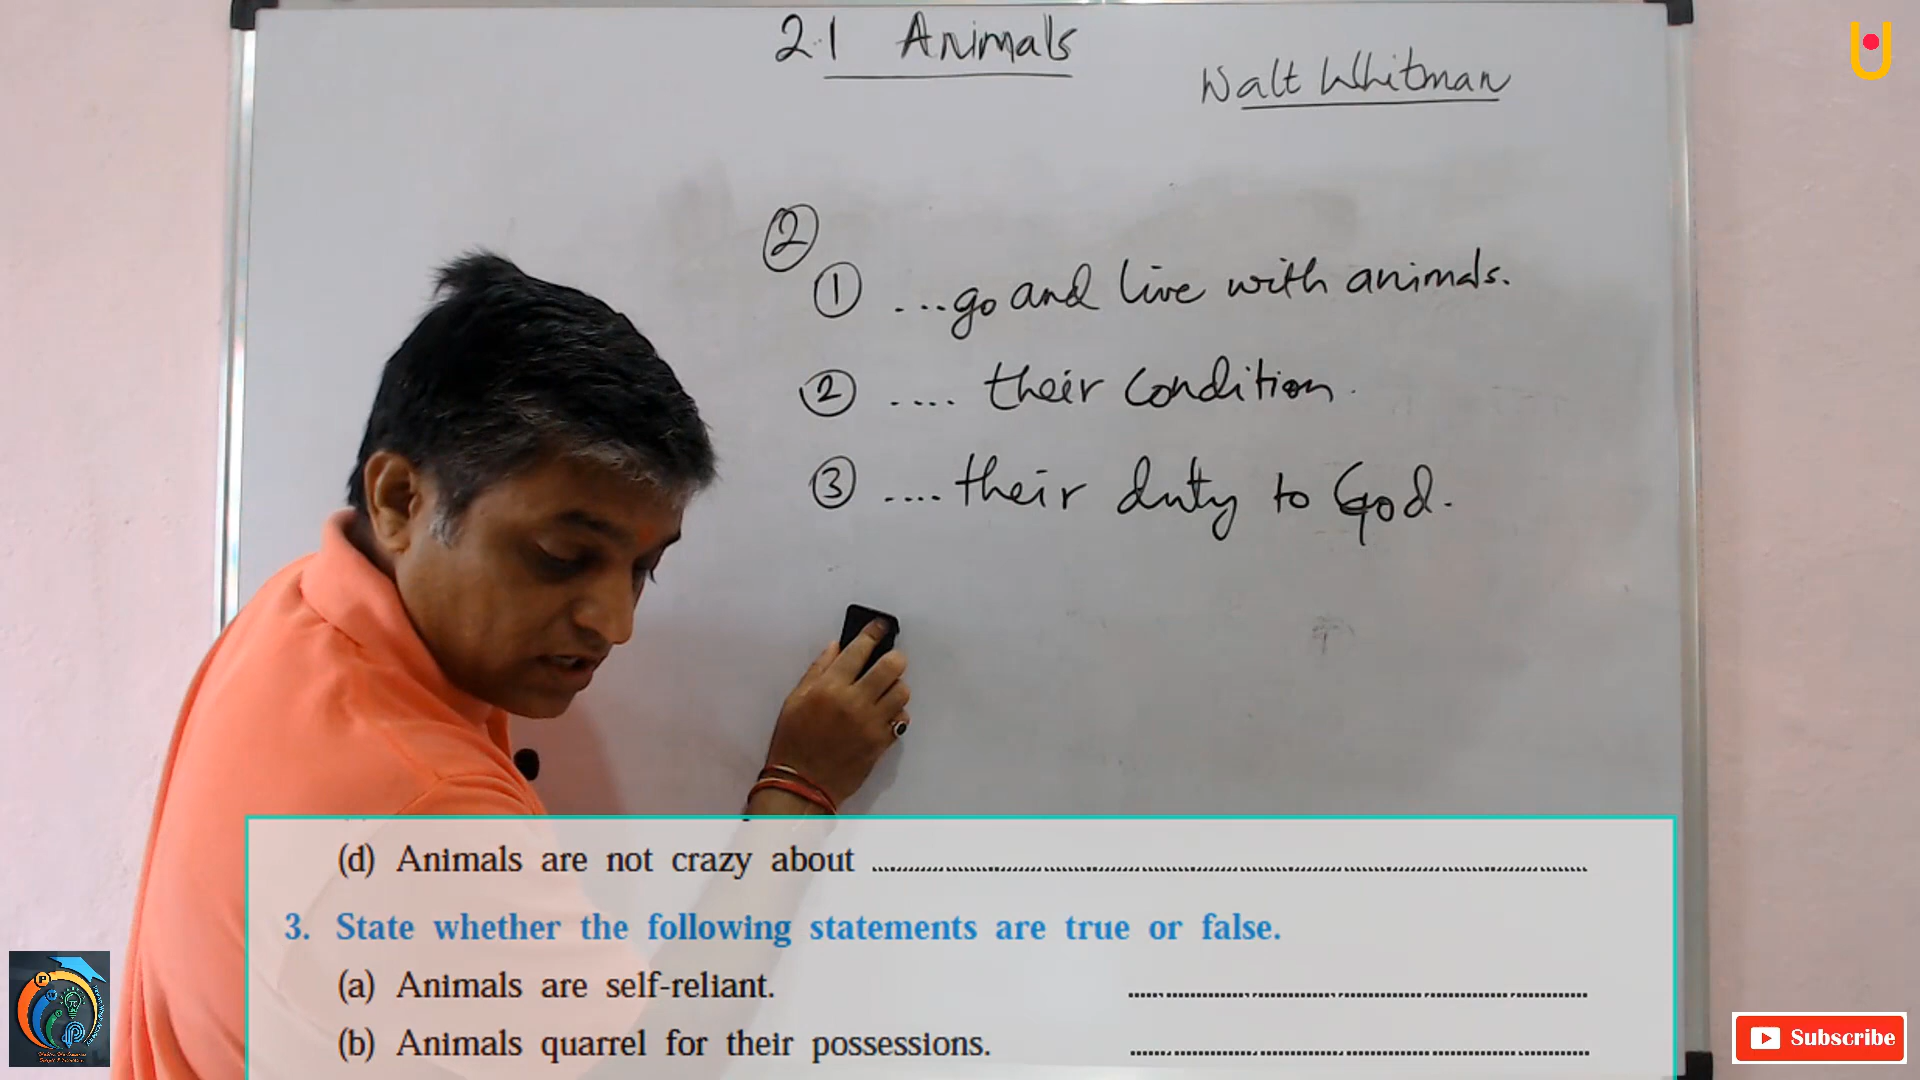 2.1 Animals
Walt Whitman
2
1 ...go and live with animals.
2 .... their condition.
3 .... their duty to God.
(d) Animals are not crazy about ........
3. State whether the following statements are true or false.
(a) Animals are self-reliant. ........
(b) Animals quarrel for their possessions. ........
Subscribe